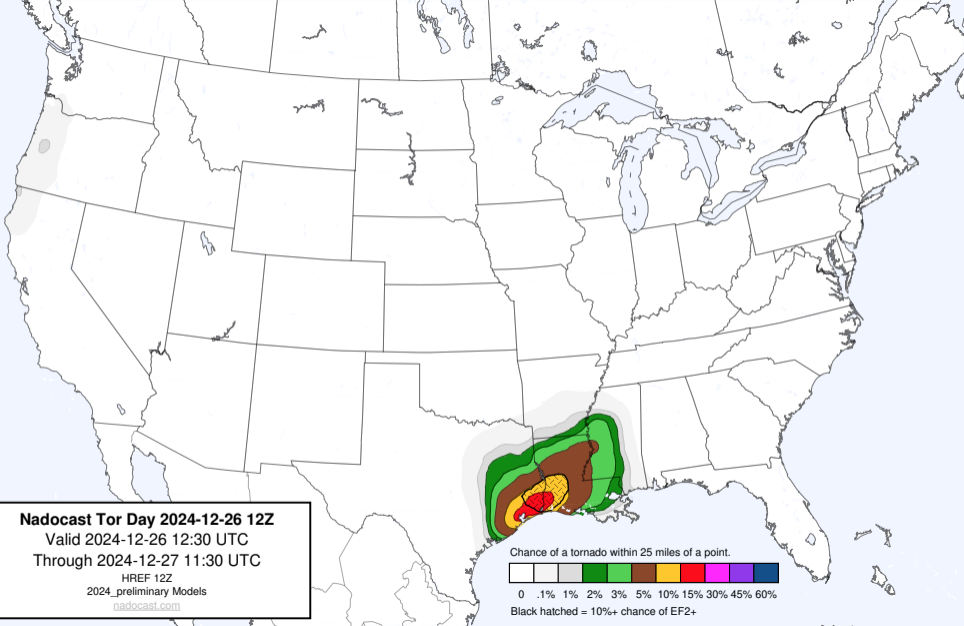 Nadocast Tor Day 2024-12-26 12Z
Valid 2024-12-26 12:30 UTC
Through 2024-12-27 11:30 UTC
HREF 12Z
2024_preliminary Models
nadocast.com
Chance of a tornado within 25 miles of a point.
0 .1% 1% 2% 3% 5% 10% 15% 30% 45% 60%
Black hatched = 10%+ chance of EF2+